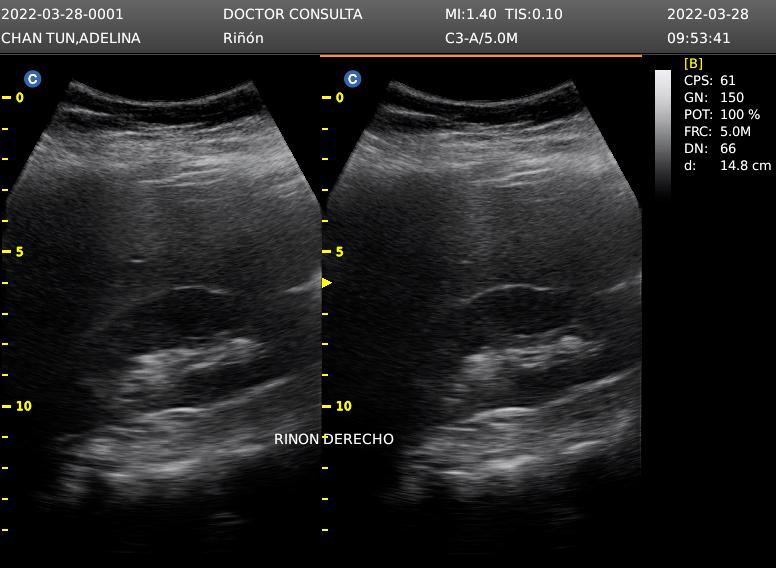 2022-03-28-0001 DOCTOR CONSULTA MI:1.40 TIS:0.10 2022-03-28
CHAN TUN,ADELINA Riñón C3-A/5.0M 09:53:41
[B]
CPS: 61
GN: 150
POT: 100 %
FRC: 5.0M
DN: 66
d: 14.8 cm
C C
0 0
5 5
10 10
RINON DERECHO